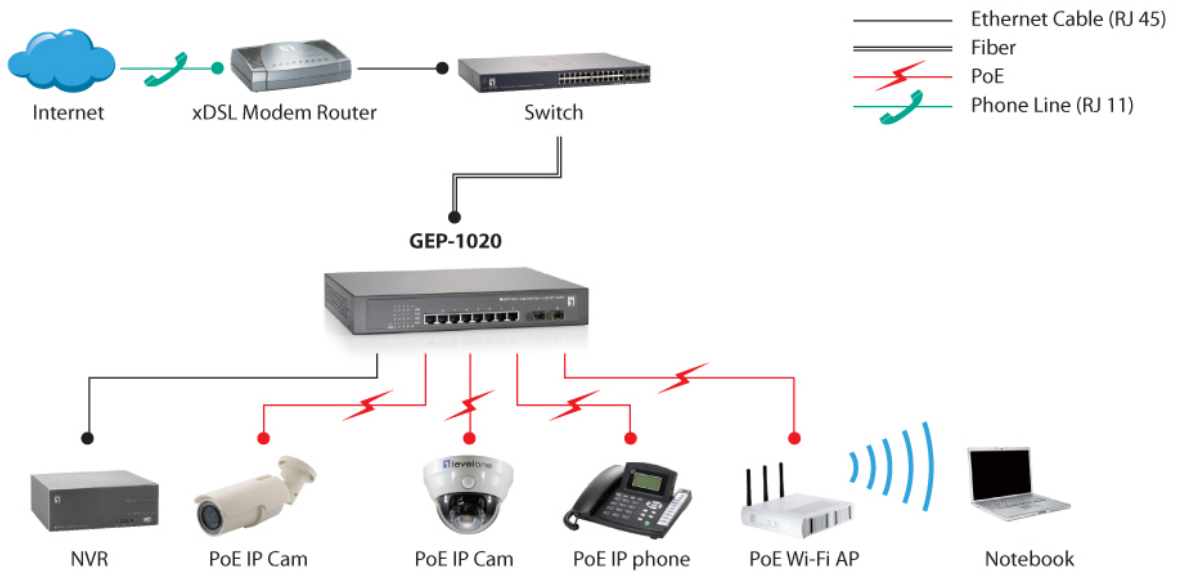 Ethernet Cable (RJ 45)
Fiber
PoE
Phone Line (RJ 11)
Internet
xDSL Modem Router
Switch
GEP-1020
levelone
NVR
PoE IP Cam
PoE IP Cam
PoE IP phone
PoE Wi-Fi AP
Notebook